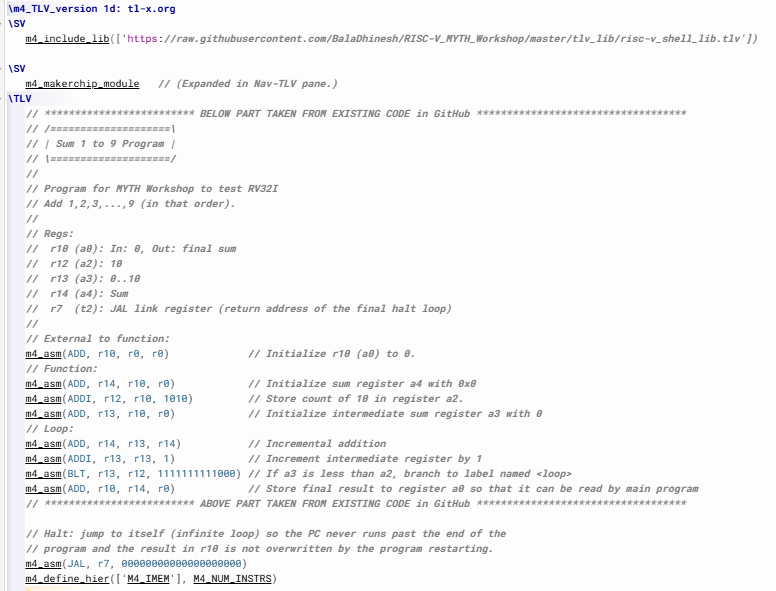 \m4_TLV_version 1d: tl-x.org
\SV
m4_include_lib(['https://raw.githubusercontent.com/BalaDhinesh/RISC-V_MYTH_Workshop/master/tlv_lib/risc-v_shell_lib.tlv'])
\SV
m4_makerchip_module // (Expanded in Nav-TLV pane.)
\TLV
// ************************* BELOW PART TAKEN FROM EXISTING CODE in GitHub ***********************************
// /====================\
// | Sum 1 to 9 Program |
// \====================/
//
// Program for MYTH Workshop to test RV32I
// Add 1,2,3,...,9 (in that order).
//
// Regs:
// r10 (a0): In: 0, Out: final sum
// r12 (a2): 10
// r13 (a3): 0..10
// r14 (a4): Sum
// r7 (t2): JAL link register (return address of the final halt loop)
//
// External to function:
m4_asm(ADD, r10, r0, r0) // Initialize r10 (a0) to 0.
// Function:
m4_asm(ADD, r14, r10, r0) // Initialize sum register a4 with 0x0
m4_asm(ADDI, r12, r10, 1010) // Store count of 10 in register a2.
m4_asm(ADD, r13, r10, r0) // Initialize intermediate sum register a3 with 0
// Loop:
m4_asm(ADD, r14, r13, r14) // Incremental addition
m4_asm(ADDI, r13, r13, 1) // Increment intermediate register by 1
m4_asm(BLT, r13, r12, 1111111111000) // If a3 is less than a2, branch to label named <loop>
m4_asm(ADD, r10, r14, r0) // Store final result to register a0 so that it can be read by main program
// ************************* ABOVE PART TAKEN FROM EXISTING CODE in GitHub ***********************************
// Halt: jump to itself (infinite loop) so the PC never runs past the end of the
// program and the result in r10 is not overwritten by the program restarting.
m4_asm(JAL, r7, 00000000000000000000)
m4_define_hier(['M4_IMEM'], M4_NUM_INSTRS)